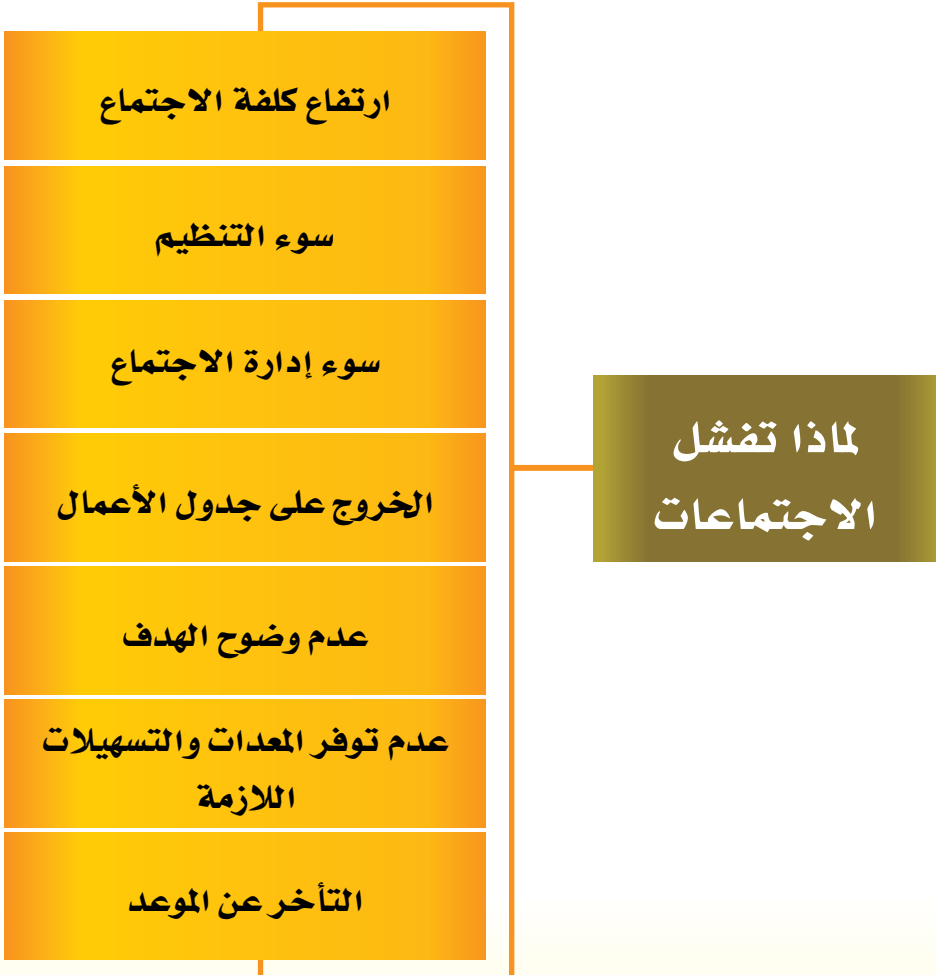 لماذا تفشل
الاجتماعات
ارتفاع كلفة الاجتماع
سوء التنظيم
سوء إدارة الاجتماع
الخروج على جدول الأعمال
عدم وضوح الهدف
عدم توفر المعدات والتسهيلات
اللازمة
التأخر عن الموعد